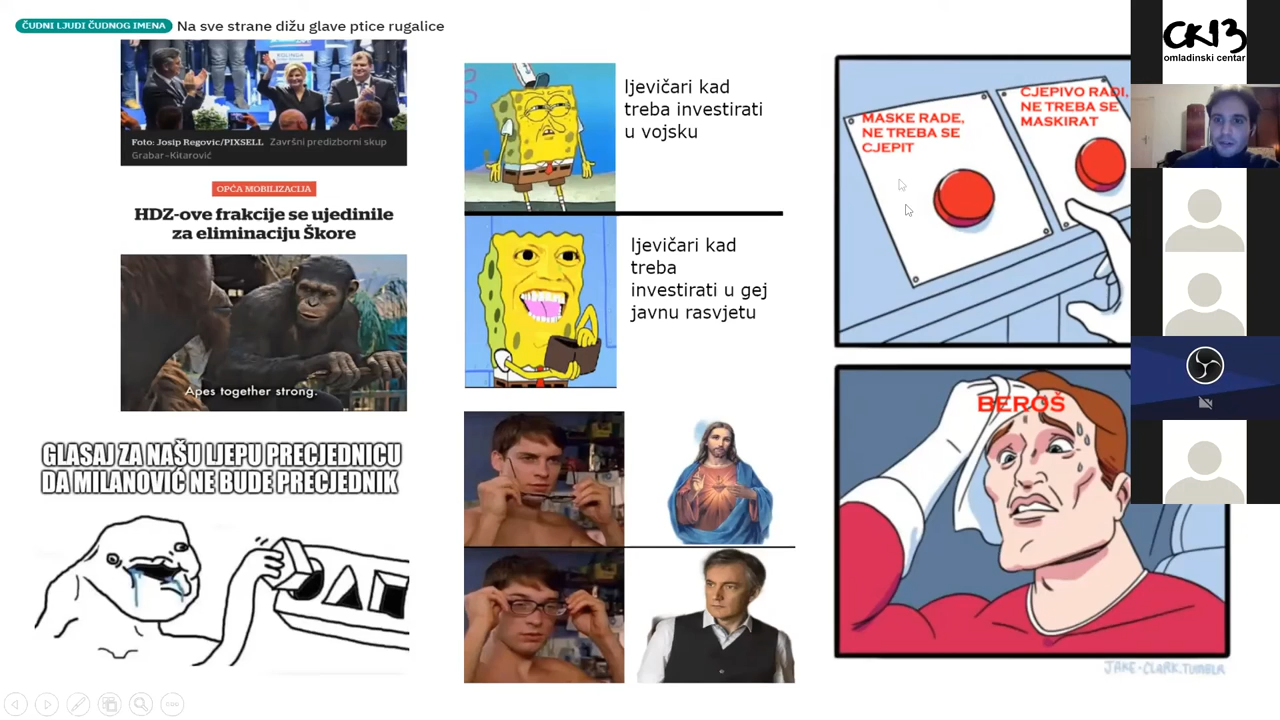 ČUDNI LJUDI ČUDNOG IMENA Na sve strane dižu glave ptice rugalice
KOLINDA
Foto: Josip Regovic/PIXSELL Završni predizborni skup
Grabar-Kitarović
OPĆA MOBILIZACIJA
HDZ-ove frakcije se ujedinile
za eliminaciju Škore
Apes together strong.
GLASAJ ZA NAŠU LJEPU PRECJEDNICU
DA MILANOVIĆ NE BUDE PRECJEDNIK
ljevičari kad
treba investirati
u vojsku
ljevičari kad
treba
investirati u gej
javnu rasvjetu
MASKE RADE,
NE TREBA SE
CJEPIT
CJEPIVO RADI,
NE TREBA SE
MASKIRAT
BEROŠ
JAKE-CLARK.TUMBLR
CK13
omladinski centar